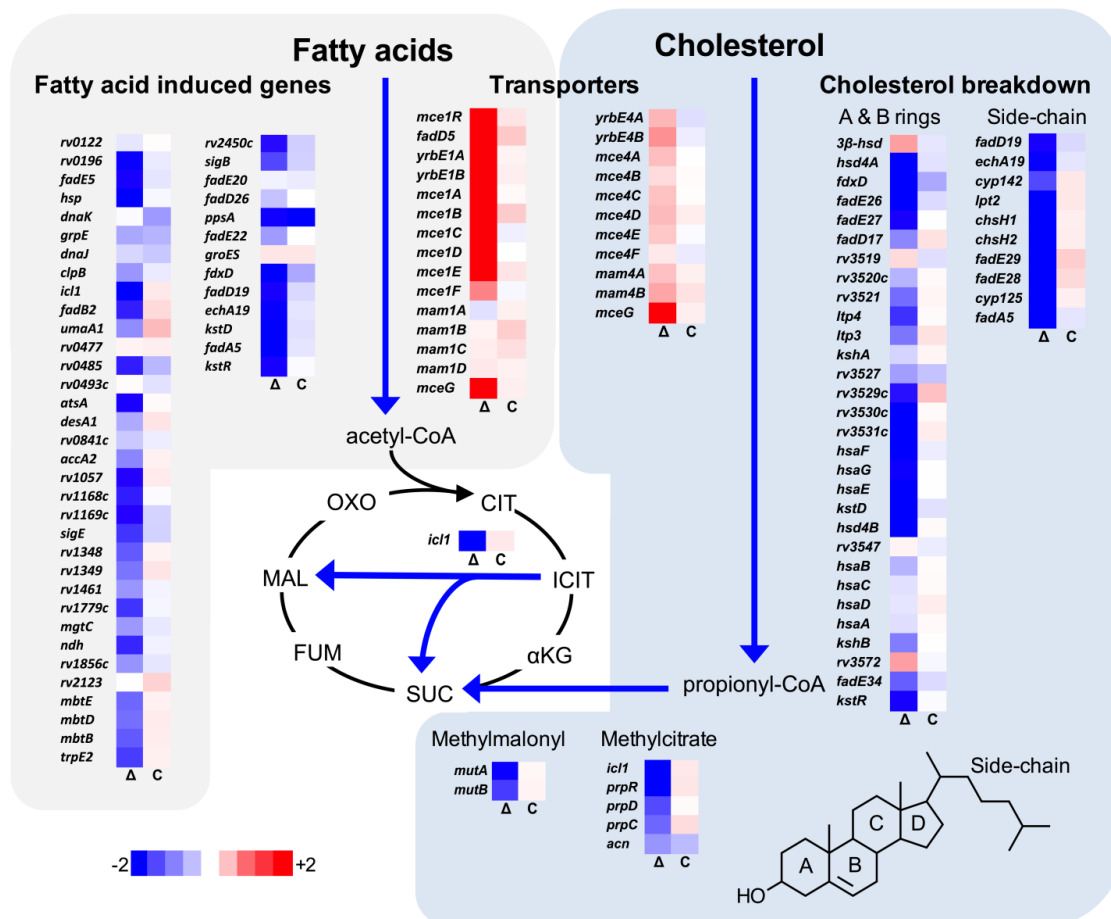 Fatty acids
Cholesterol
Fatty acid induced genes
Transporters
Cholesterol breakdown
A & B rings
Side-chain
rv0122
rv0196
fadE5
hsp
dnaK
grpE
dnaJ
clpB
icl1
fadB2
umaA1
rv0477
rv0485
rv0493c
atsA
desA1
rv0841c
accA2
rv1057
rv1168c
rv1169c
sigE
rv1348
rv1349
rv1461
rv1779c
mgtC
ndh
rv1856c
rv2123
mbtE
mbtD
mbtB
trpE2
Δ C
rv2450c
sigB
fadE20
fadD26
ppsA
fadE22
groES
fdxD
fadD19
echA19
kstD
fadA5
kstR
Δ C
mce1R
fadD5
yrbE1A
yrbE1B
mce1A
mce1B
mce1C
mce1D
mce1E
mce1F
mam1A
mam1B
mam1C
mam1D
mceG
Δ C
yrbE4A
yrbE4B
mce4A
mce4B
mce4C
mce4D
mce4E
mce4F
mam4A
mam4B
mceG
Δ C
3β-hsd
hsd4A
fdxD
fadE26
fadE27
fadD17
rv3519
rv3520c
rv3521
ltp4
ltp3
kshA
rv3527
rv3529c
rv3530c
rv3531c
hsaF
hsaG
hsaE
kstD
hsd4B
rv3547
hsaB
hsaC
hsaD
hsaA
kshB
rv3572
fadE34
kstR
Δ C
fadD19
echA19
cyp142
lpt2
chsH1
chsH2
fadE29
fadE28
cyp125
fadA5
Δ C
acetyl-CoA
OXO
CIT
icl1
Δ C
MAL
ICIT
FUM
αKG
SUC
propionyl-CoA
Methylmalonyl
mutA
mutB
Δ C
Methylcitrate
icl1
prpR
prpD
prpC
acn
Δ C
Side-chain
C D
A B
HO
-2 +2